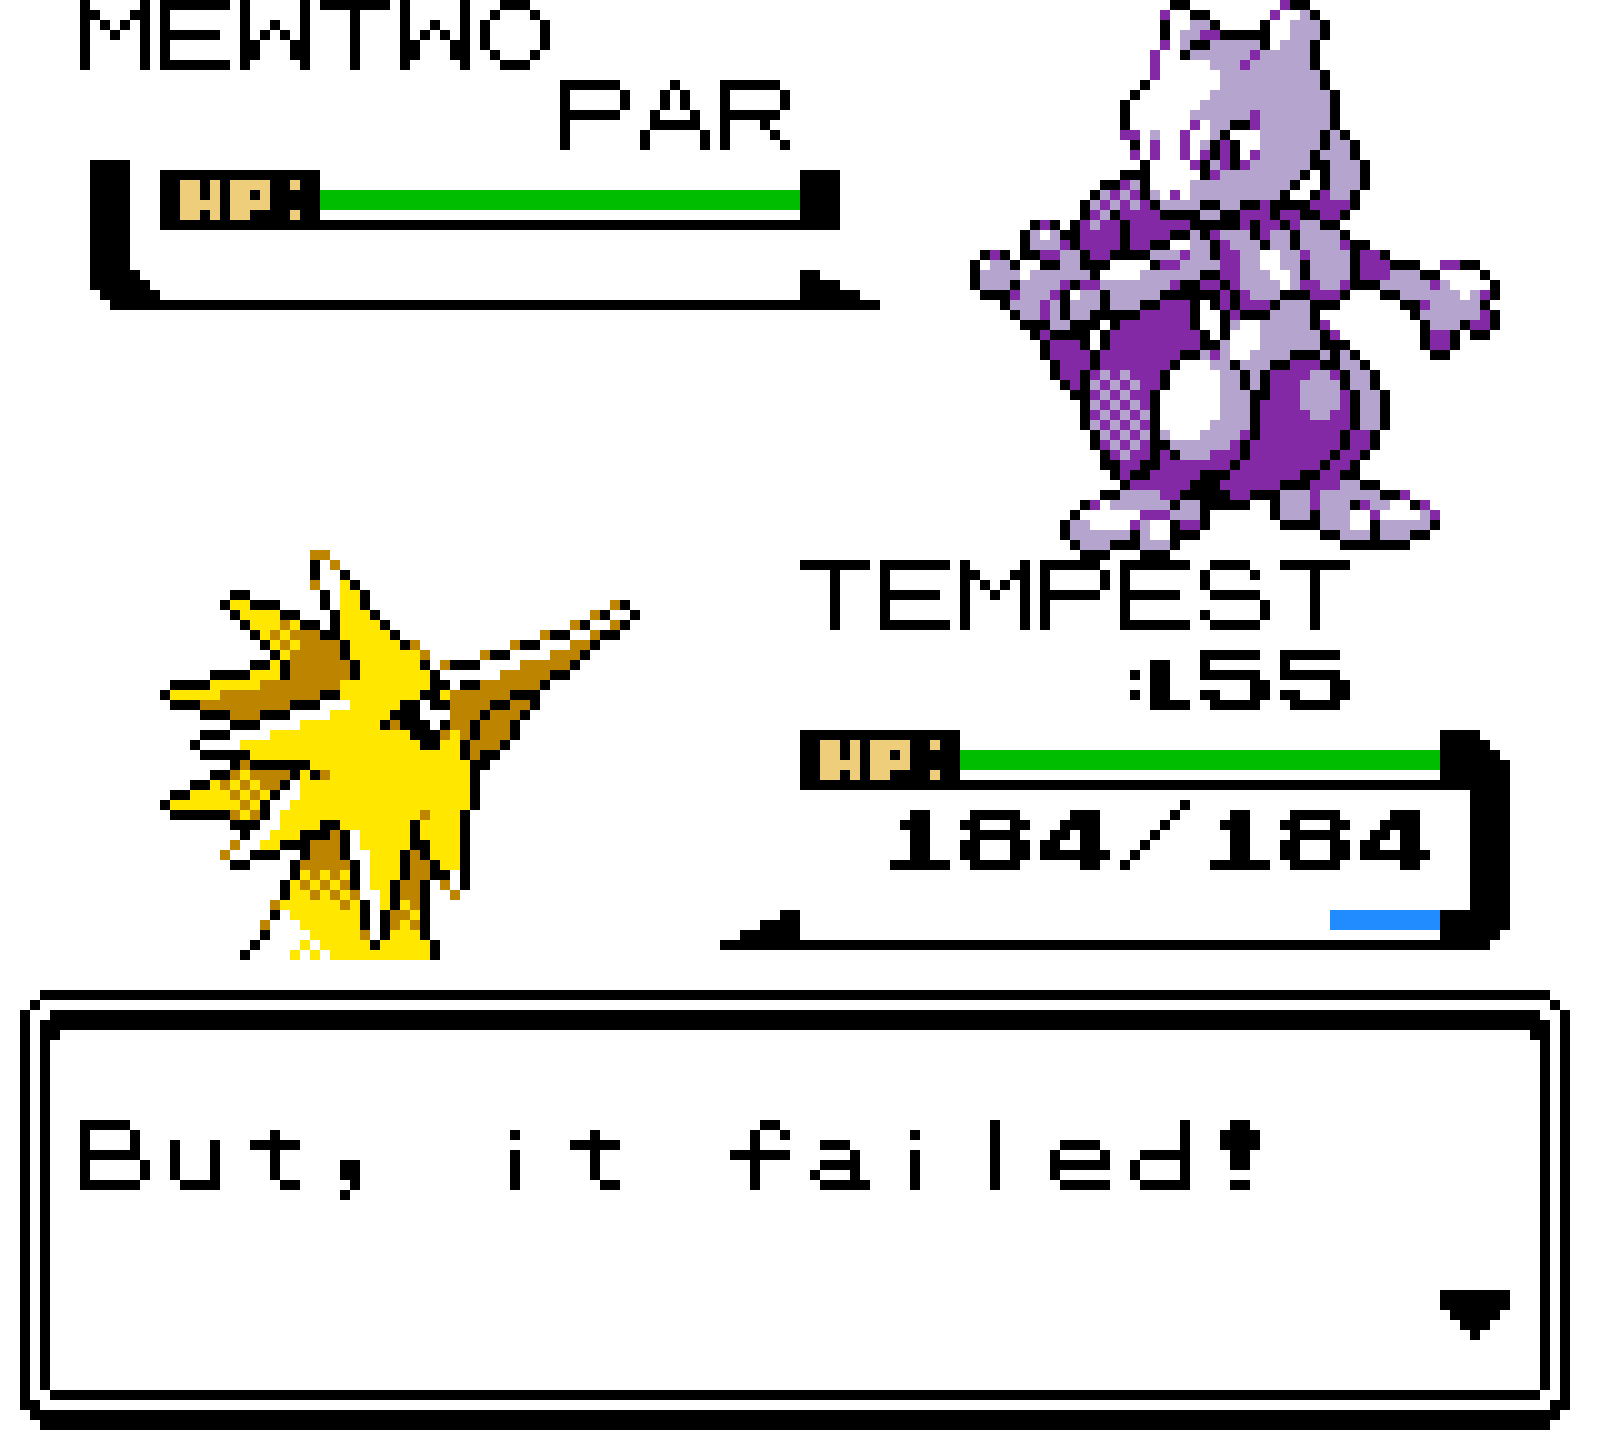 MEWTWO
PAR
HP:
TEMPEST
:L55
HP:
184/184
But, it failed!